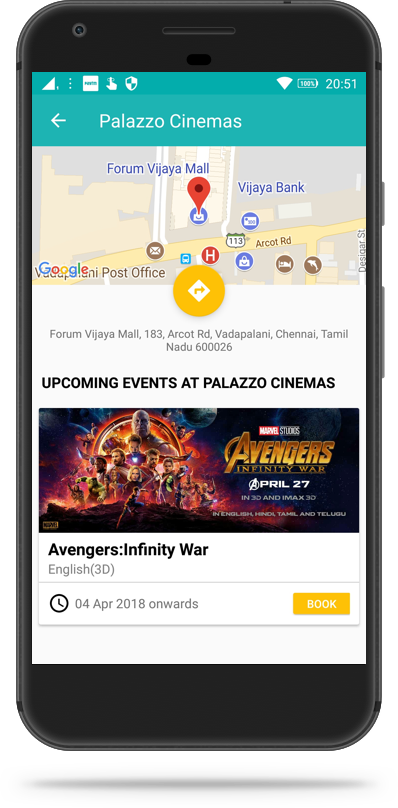 100%
20:51
Palazzo Cinemas
Forum Vijaya Mall
Vijaya Bank
113
Arcot Rd
Desigar St
H
Google
Vadapalani Post Office
Forum Vijaya Mall, 183, Arcot Rd, Vadapalani, Chennai, Tamil
Nadu 600026
UPCOMING EVENTS AT PALAZZO CINEMAS
MARVEL STUDIOS
AVENGERS
INFINITY WAR
APRIL 27
IN 3D AND IMAX 3D
IN ENGLISH, HINDI, TAMIL AND TELUGU
MARVEL
Avengers:Infinity War
English(3D)
04 Apr 2018 onwards
BOOK